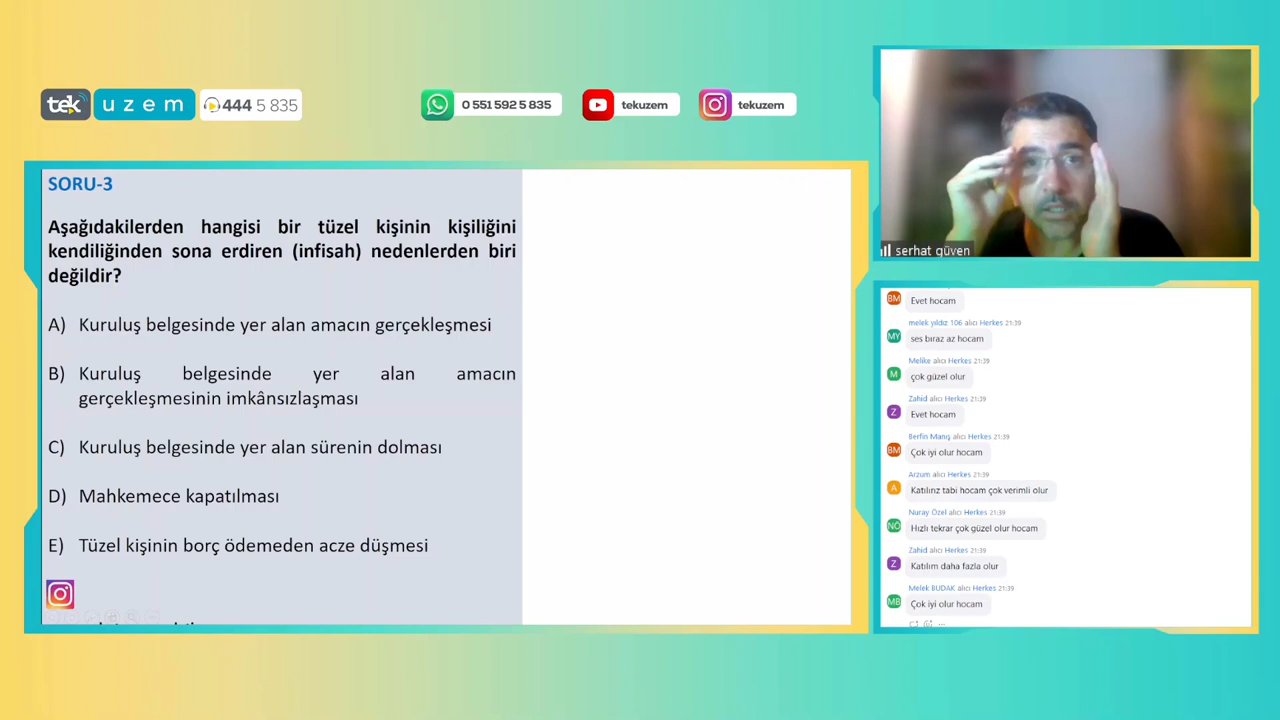 tek uzem 444 5 835
0 551 592 5 835
tekuzem
tekuzem
SORU-3
Aşağıdakilerden hangisi bir tüzel kişinin kişiliğini
kendiliğinden sona erdiren (infisah) nedenlerden biri
değildir?
A) Kuruluş belgesinde yer alan amacın gerçekleşmesi
B) Kuruluş belgesinde yer alan amacın
gerçekleşmesinin imkânsızlaşması
C) Kuruluş belgesinde yer alan sürenin dolması
D) Mahkemece kapatılması
E) Tüzel kişinin borç ödemeden acze düşmesi
serhat güven
BM Evet hocam
melek yıldız 106 alıcı Herkes 21:39
MY ses bıraz az hocam
Melike alıcı Herkes 21:39
M çok güzel olur
Zahid alıcı Herkes 21:39
Z Evet hocam
Berfin Manış alıcı Herkes 21:39
BM Çok iyi olur hocam
Arzum alıcı Herkes 21:39
A Katılırız tabi hocam çok verimli olur
Nuray Özel alıcı Herkes 21:39
NÖ Hızlı tekrar çok güzel olur hocam
Zahid alıcı Herkes 21:39
Z Katılım daha fazla olur
Melek BUDAK alıcı Herkes 21:39
MB Çok iyi olur hocam